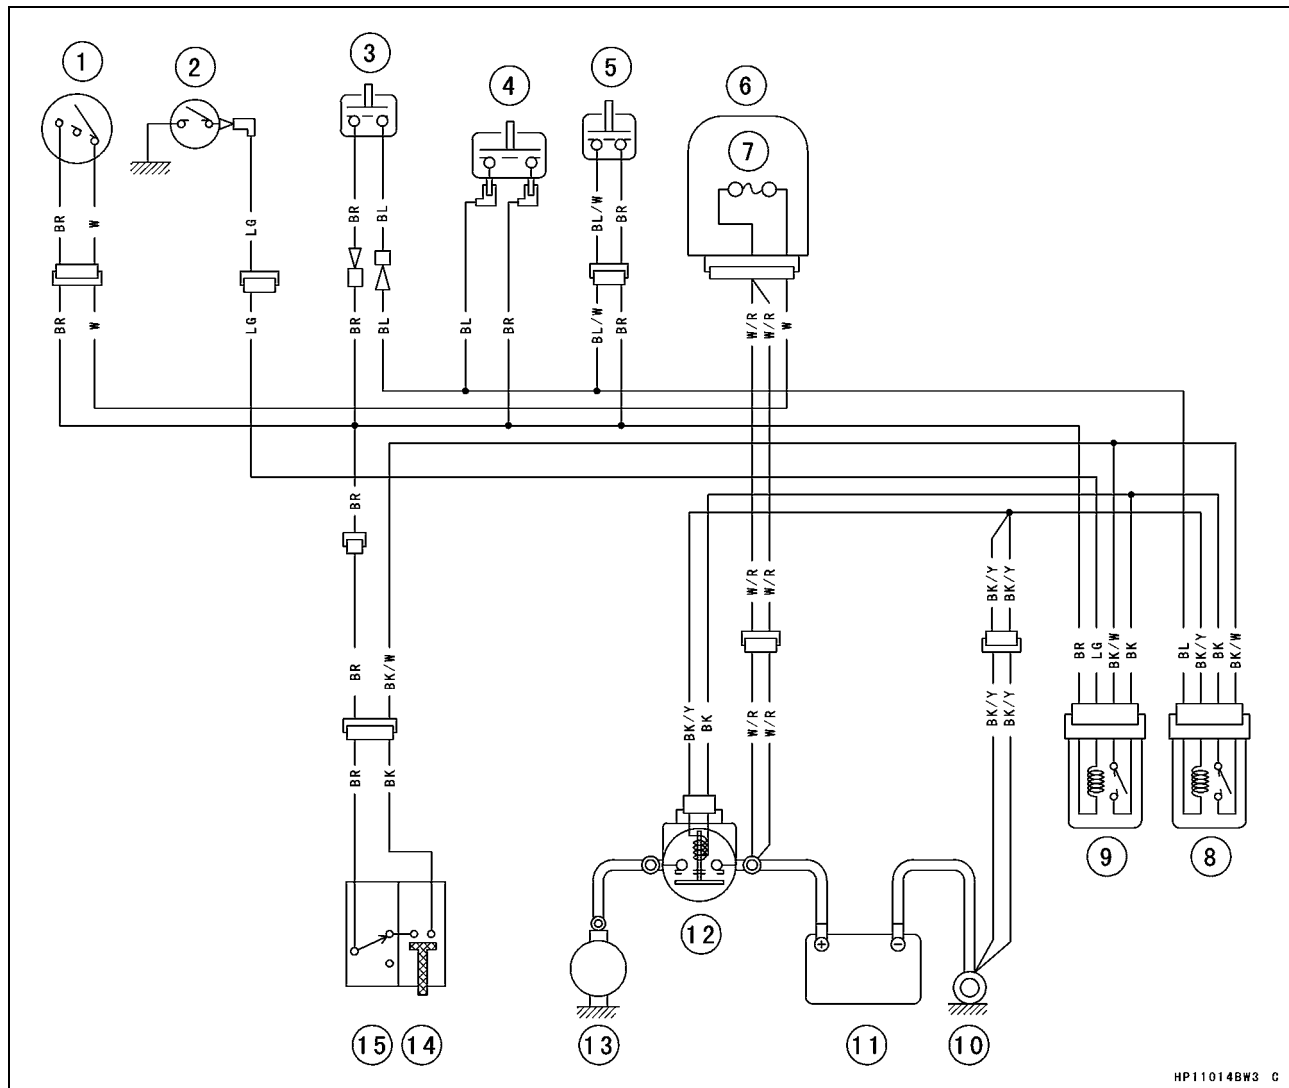 1
2
3
4
5
6
7
BR
W
LG
BR
BL
BL/W
BR
BR
W
LG
BR
BL
BL
BR
BL/W
BR
W/R
W/R
W
BR
BR
BK/W
BR
BK
BK/Y
BK
W/R
W/R
W/R
W/R
BK/Y
BK/Y
BK/Y
BK/Y
BR
LG
BK/W
BK
BL
BK/Y
BK
BK/W
9
8
12
+
−
15
14
13
11
10
HP11014BW3 C